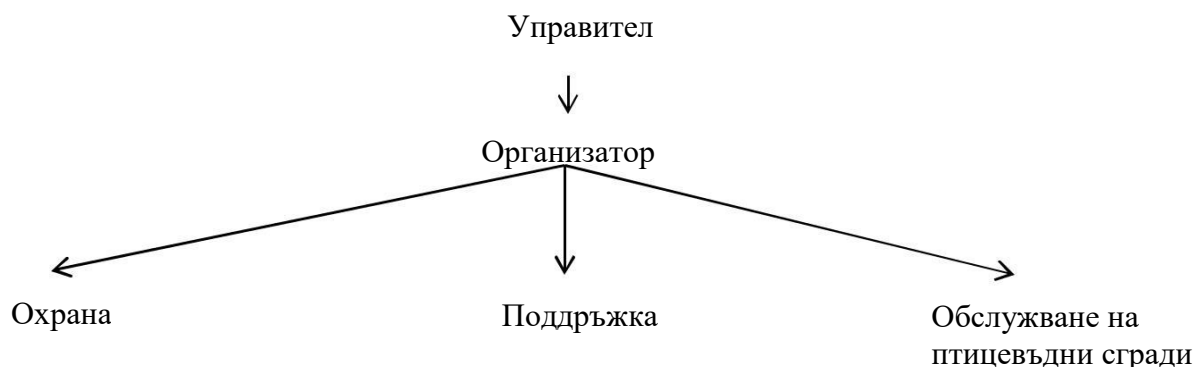 Управител
Организатор
Охрана
Поддръжка
Обслужване на
птицевъдни сгради